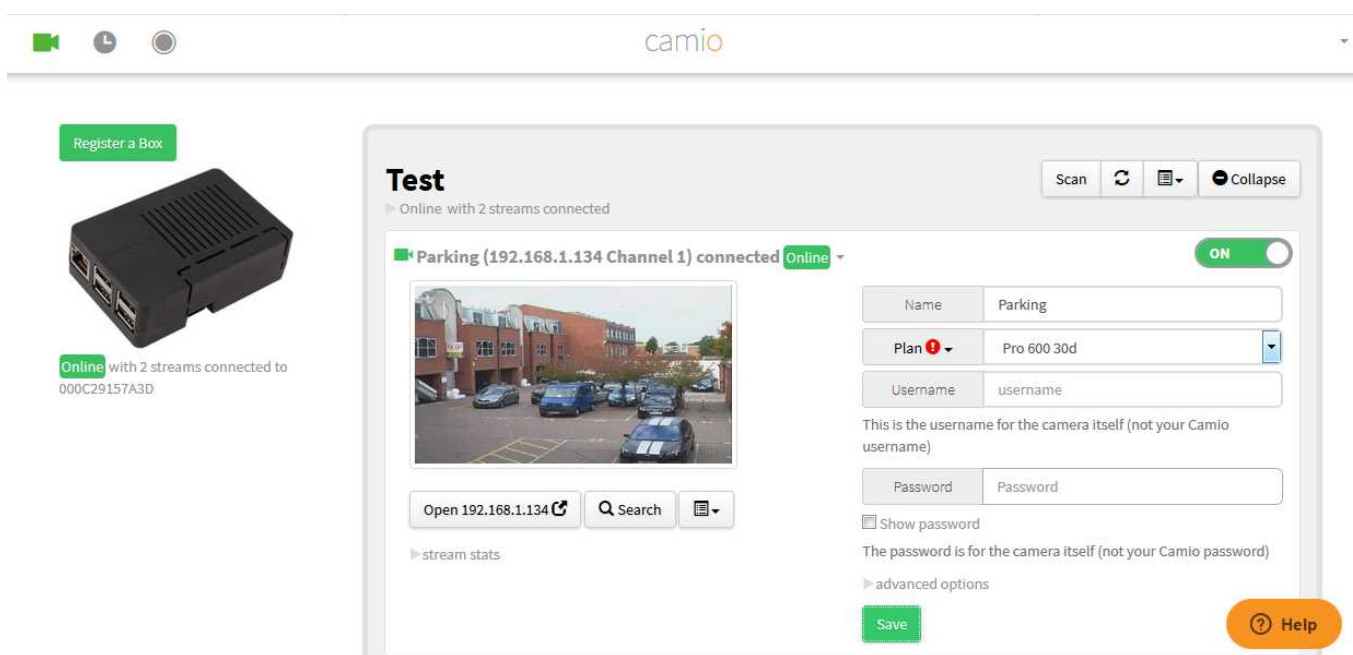 camio
Register a Box
Online with 2 streams connected to
000C29157A3D
Test
Online with 2 streams connected
Scan
Collapse
Parking (192.168.1.134 Channel 1) connected Online
ON
Name Parking
Plan Pro 600 30d
Username username
This is the username for the camera itself (not your Camio
username)
Password Password
Show password
The password is for the camera itself (not your Camio password)
advanced options
Save
Open 192.168.1.134
Search
stream stats
Help